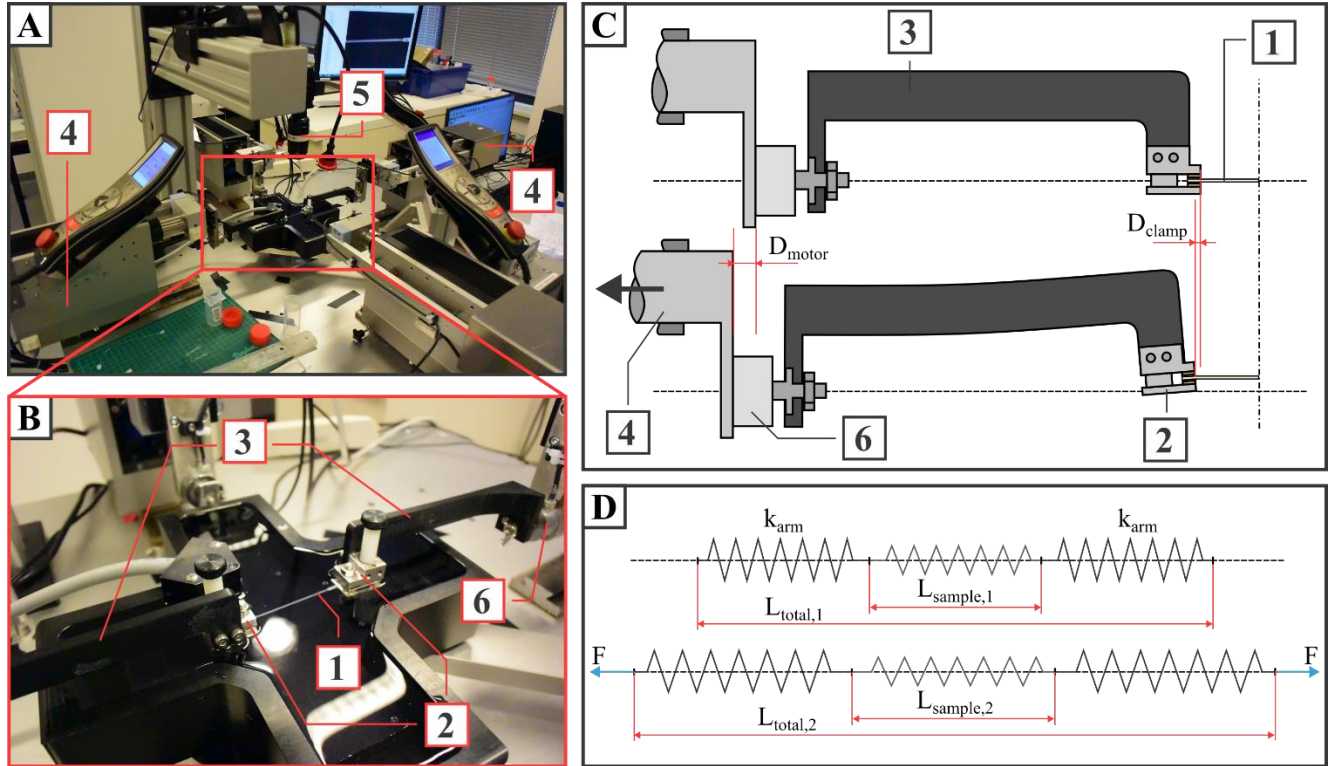 A
5
4
4
B
3
6
1
2
C
3
1
D_clamp
D_motor
4
6
2
D
k_arm
k_arm
L_sample,1
L_total,1
F
F
L_sample,2
L_total,2